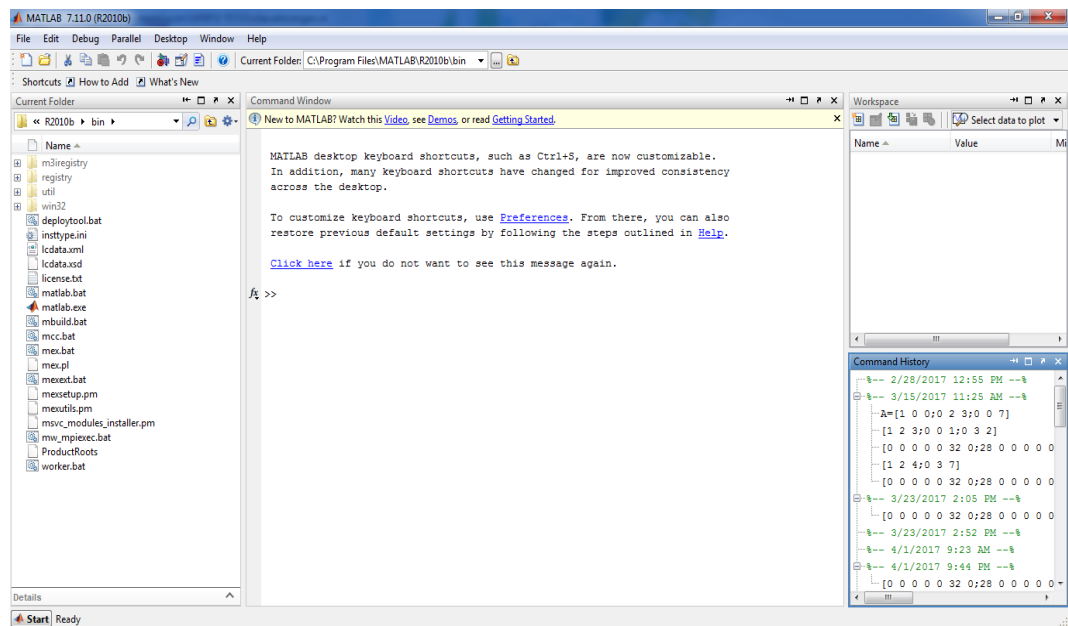 MATLAB 7.11.0 (R2010b)
File Edit Debug Parallel Desktop Window Help
Current Folder: C:\Program Files\MATLAB\R2010b\bin
Shortcuts How to Add What's New
Current Folder
« R2010b bin
Name
m3iregistry
registry
util
win32
deploytool.bat
insttype.ini
lcdata.xml
lcdata.xsd
license.txt
matlab.bat
matlab.exe
mbuild.bat
mcc.bat
mex.bat
mex.pl
mexext.bat
mexsetup.pm
mexutils.pm
msvc_modules_installer.pm
mw_mpiexec.bat
ProductRoots
worker.bat
Details
Command Window
New to MATLAB? Watch this Video, see Demos, or read Getting Started.
MATLAB desktop keyboard shortcuts, such as Ctrl+S, are now customizable.
In addition, many keyboard shortcuts have changed for improved consistency
across the desktop.
To customize keyboard shortcuts, use Preferences. From there, you can also
restore previous default settings by following the steps outlined in Help.
Click here if you do not want to see this message again.
fx >>
Workspace
Select data to plot
Name Value Mi
Command History
%-- 2/28/2017 12:55 PM --%
%-- 3/15/2017 11:25 AM --%
A=[1 0 0;0 2 3;0 0 7]
[1 2 3;0 0 1;0 3 2]
[0 0 0 0 0 32 0;28 0 0 0 0 0
[1 2 4;0 3 7]
[0 0 0 0 0 32 0;28 0 0 0 0 0
%-- 3/23/2017 2:05 PM --%
[0 0 0 0 0 32 0;28 0 0 0 0 0
%-- 3/23/2017 2:52 PM --%
%-- 4/1/2017 9:23 AM --%
%-- 4/1/2017 9:44 PM --%
[0 0 0 0 0 32 0;28 0 0 0 0 0
Start Ready